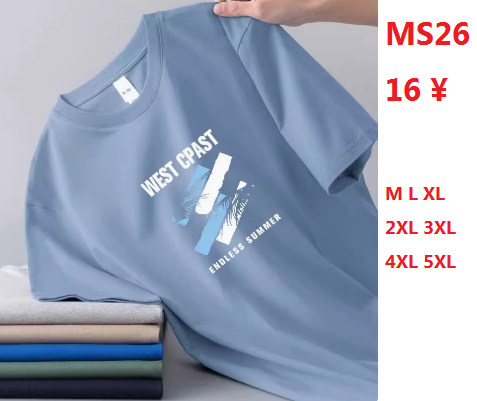 WEST CPAST
ENDLESS SUMMER
MS26
16 ¥
M L XL
2XL 3XL
4XL 5XL